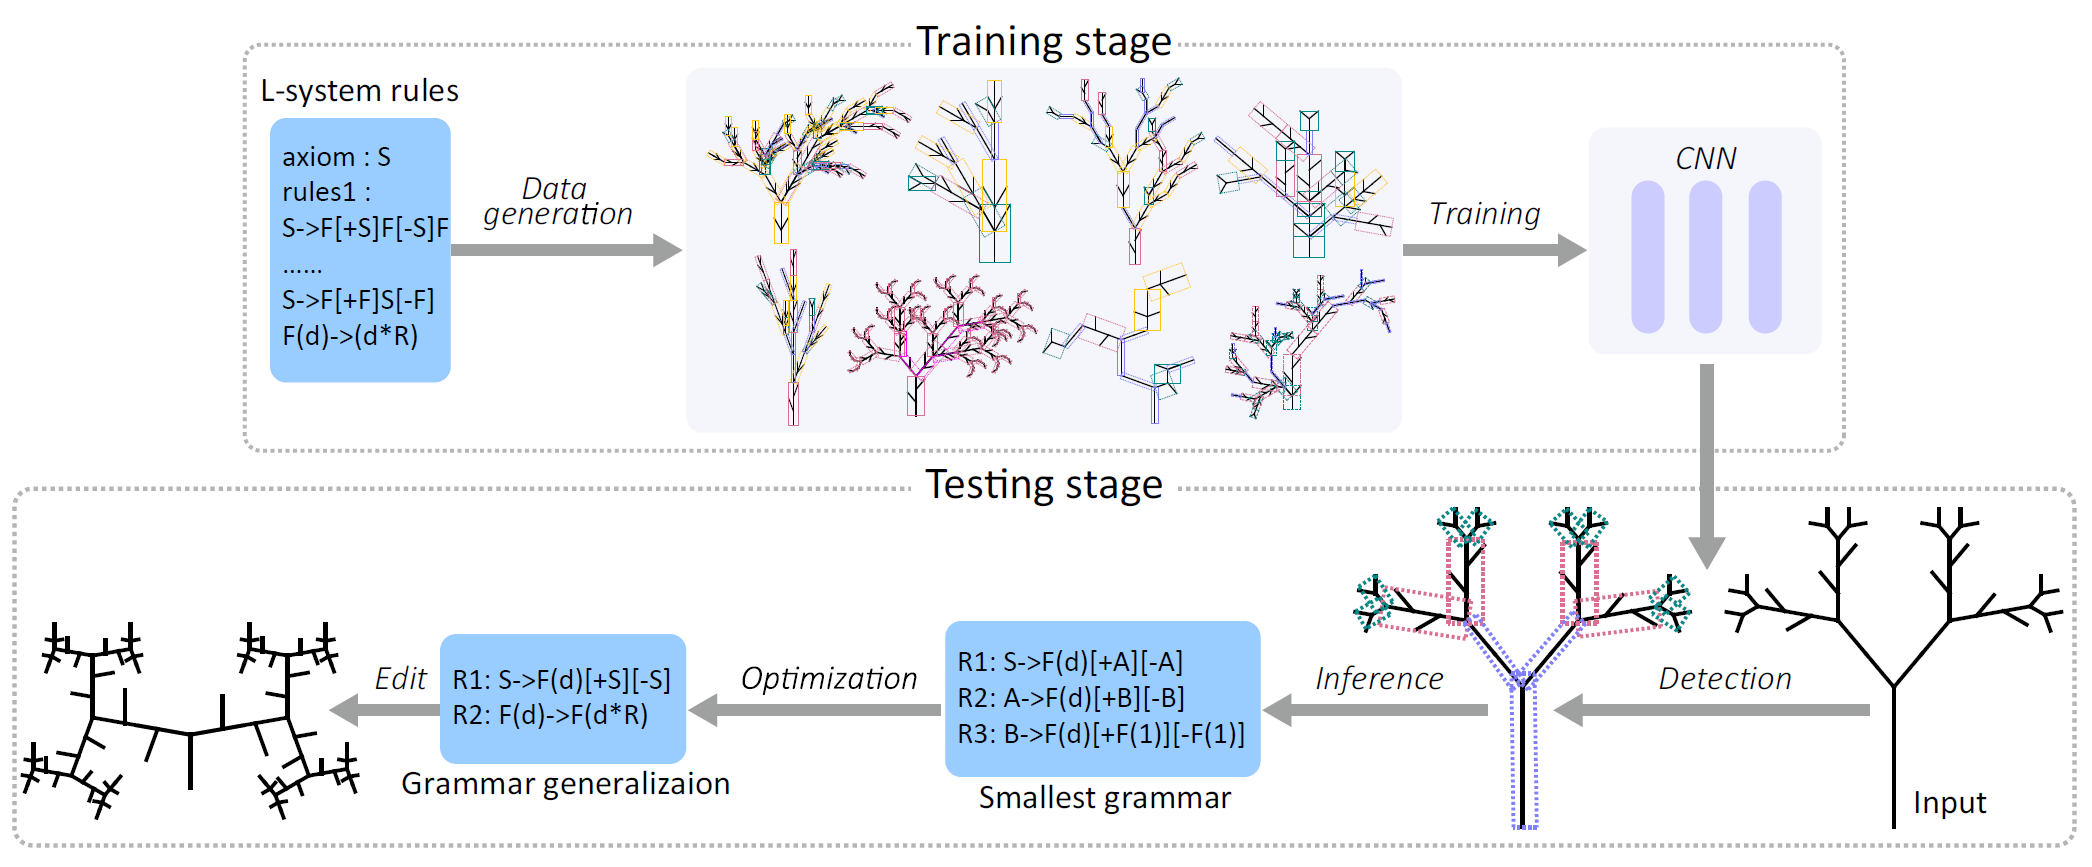 Training stage
L-system rules
axiom : S
rules1 :
S->F[+S]F[-S]F
......
S->F[+F]S[-F]
F(d)->(d*R)
Data
generation
Training
CNN
Testing stage
Input
Detection
Inference
R1: S->F(d)[+A][-A]
R2: A->F(d)[+B][-B]
R3: B->F(d)[+F(1)][-F(1)]
Smallest grammar
Optimization
R1: S->F(d)[+S][-S]
R2: F(d)->F(d*R)
Grammar generalizaion
Edit